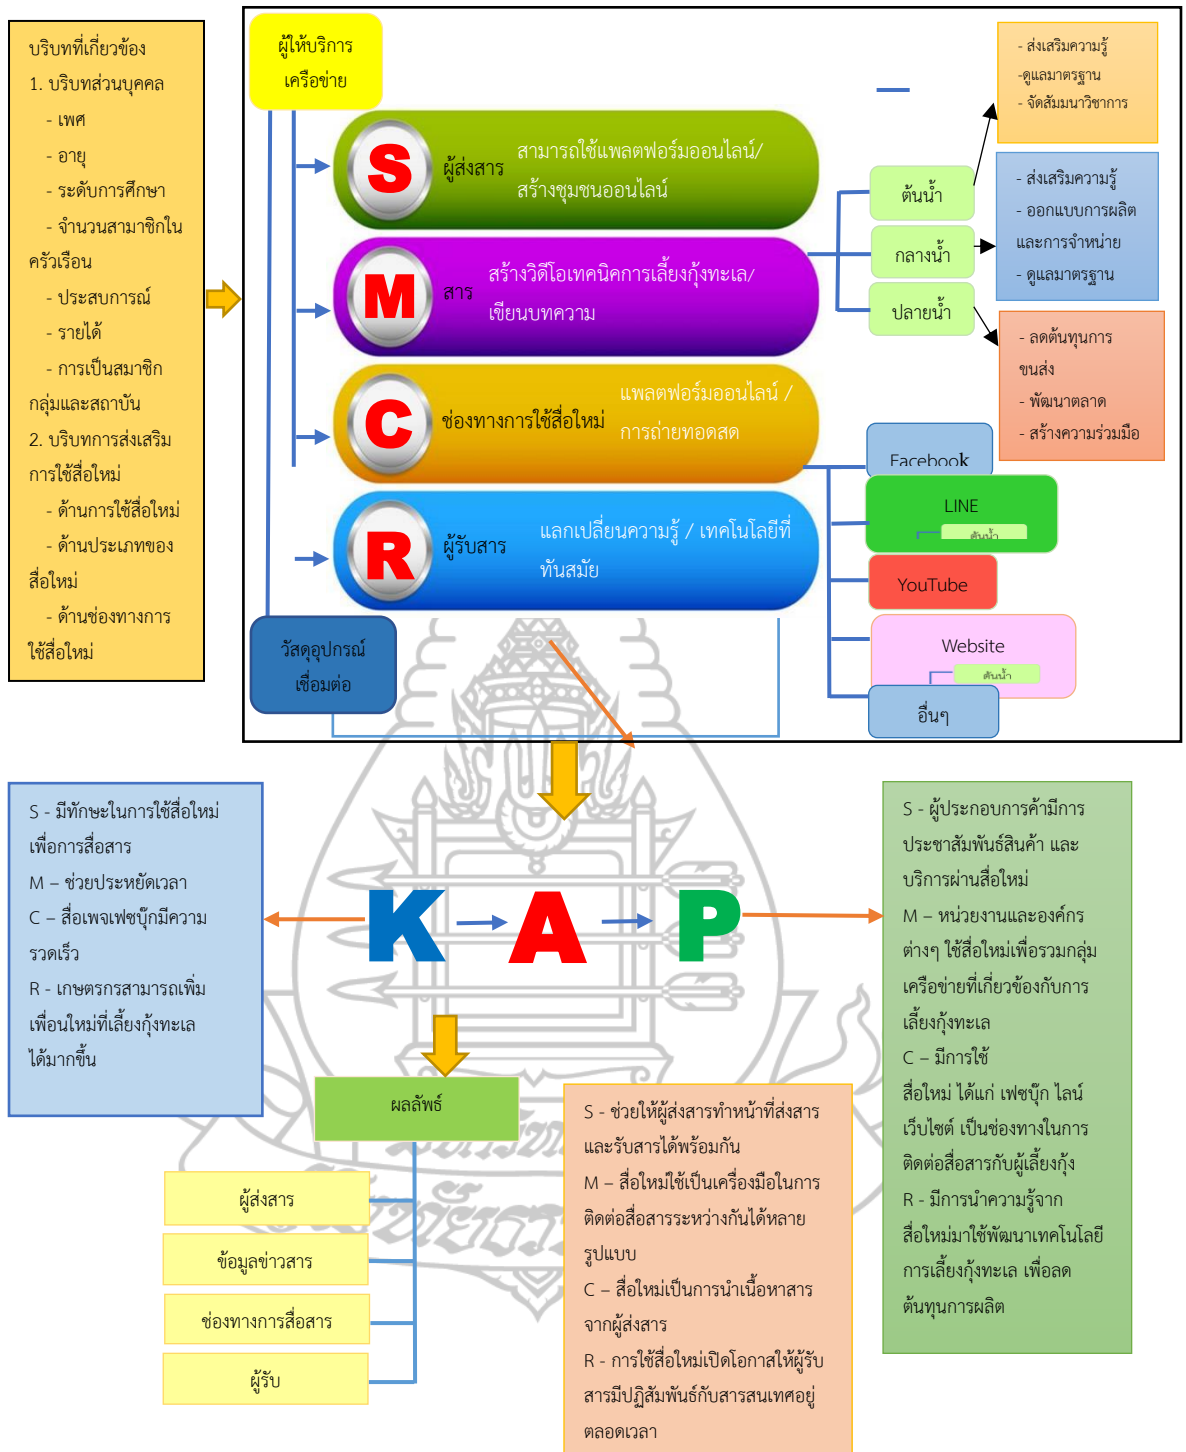 บริบทที่เกี่ยวข้อง
1. บริบทส่วนบุคคล
- เพศ
- อายุ
- ระดับการศึกษา
- จำนวนสมาชิกใน
ครัวเรือน
- ประสบการณ์
- รายได้
- การเป็นสมาชิก
กลุ่มและสถาบัน
2. บริบทการส่งเสริม
การใช้สื่อใหม่
- ด้านการใช้สื่อใหม่
- ด้านประเภทของ
สื่อใหม่
- ด้านช่องทางการ
ใช้สื่อใหม่
ผู้ให้บริการ
เครือข่าย
S
ผู้ส่งสาร
สามารถใช้แพลตฟอร์มออนไลน์/
สร้างชุมชนออนไลน์
M
สาร
สร้างวิดีโอเทคนิคการเลี้ยงกุ้งทะเล/
เขียนบทความ
C
ช่องทางการใช้สื่อใหม่
แพลตฟอร์มออนไลน์ /
การถ่ายทอดสด
R
ผู้รับสาร
แลกเปลี่ยนความรู้ / เทคโนโลยีที่
ทันสมัย
วัสดุอุปกรณ์
เชื่อมต่อ
ต้นน้ำ
กลางน้ำ
ปลายน้ำ
- ส่งเสริมความรู้
-ดูแลมาตรฐาน
- จัดสัมมนาวิชาการ
- ส่งเสริมความรู้
- ออกแบบการผลิต
และการจำหน่าย
- ดูแลมาตรฐาน
- ลดต้นทุนการ
ขนส่ง
- พัฒนาตลาด
- สร้างความร่วมมือ
Facebook
LINE
ต้นน้ำ
YouTube
Website
ต้นน้ำ
อื่นๆ
S - มีทักษะในการใช้สื่อใหม่
เพื่อการสื่อสาร
M – ช่วยประหยัดเวลา
C – สื่อเพจเฟซบุ๊กมีความ
รวดเร็ว
R - เกษตรกรสามารถเพิ่ม
เพื่อนใหม่ที่เลี้ยงกุ้งทะเล
ได้มากขึ้น
K A P
S - ผู้ประกอบการค้ามีการ
ประชาสัมพันธ์สินค้า และ
บริการผ่านสื่อใหม่
M – หน่วยงานและองค์กร
ต่างๆ ใช้สื่อใหม่เพื่อรวมกลุ่ม
เครือข่ายที่เกี่ยวข้องกับการ
เลี้ยงกุ้งทะเล
C – มีการใช้
สื่อใหม่ ได้แก่ เฟซบุ๊ก ไลน์
เว็บไซต์ เป็นช่องทางในการ
ติดต่อสื่อสารกับผู้เลี้ยงกุ้ง
R - มีการนำความรู้จาก
สื่อใหม่มาใช้พัฒนาเทคโนโลยี
การเลี้ยงกุ้งทะเล เพื่อลด
ต้นทุนการผลิต
ผลลัพธ์
ผู้ส่งสาร
ข้อมูลข่าวสาร
ช่องทางการสื่อสาร
ผู้รับ
S - ช่วยให้ผู้ส่งสารทำหน้าที่ส่งสาร
และรับสารได้พร้อมกัน
M – สื่อใหม่ใช้เป็นเครื่องมือในการ
ติดต่อสื่อสารระหว่างกันได้หลาย
รูปแบบ
C – สื่อใหม่เป็นการนำเนื้อหาสาร
จากผู้ส่งสาร
R - การใช้สื่อใหม่เปิดโอกาสให้ผู้รับ
สารมีปฏิสัมพันธ์กับสารสนเทศอยู่
ตลอดเวลา